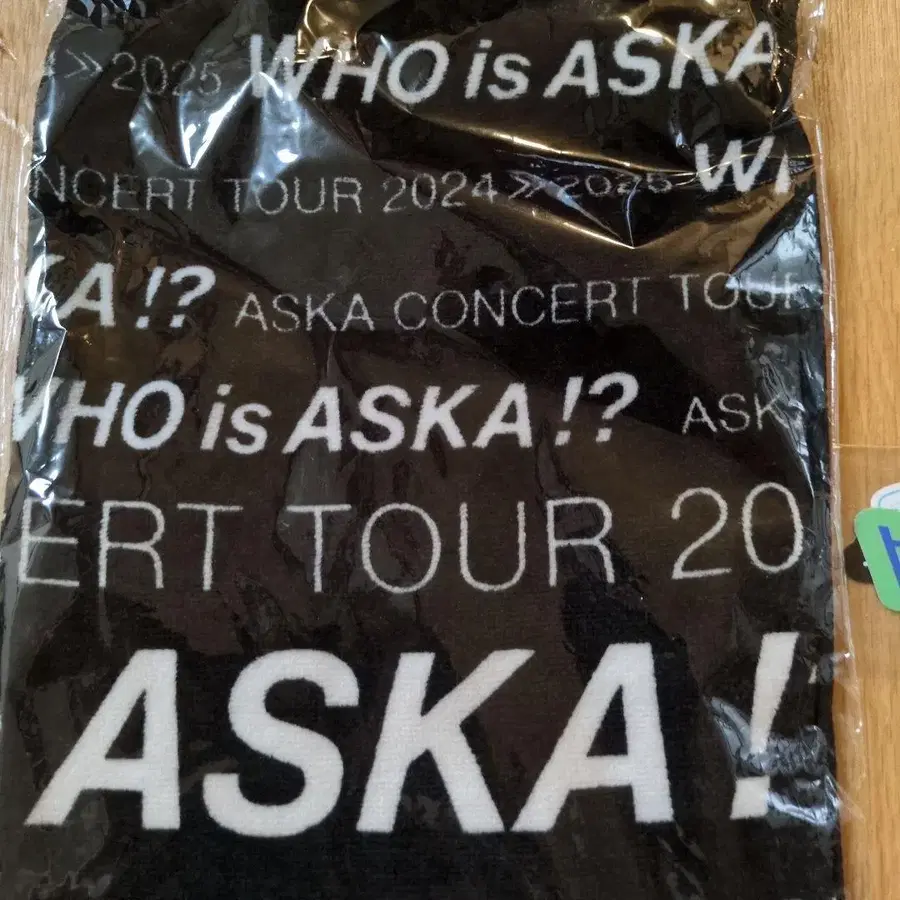 »2025 WHO is ASKA
NCERT TOUR 2024»2025 WH
KA!? ASKA CONCERT TOUR
WHO is ASKA!? ASK
ERT TOUR 20
ASKA!